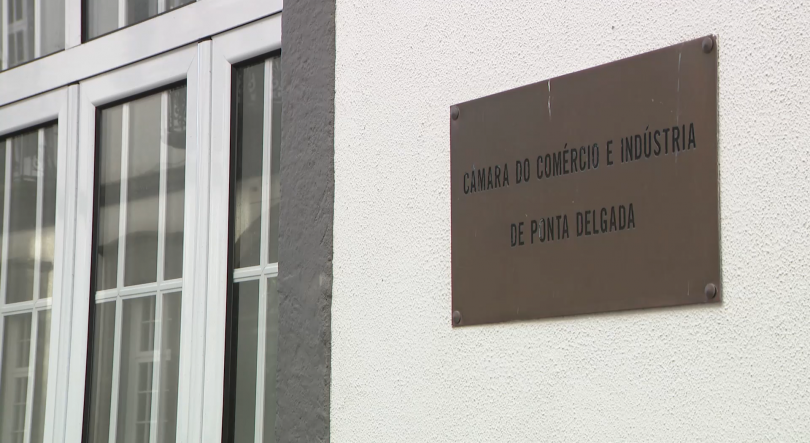 CAMARA DO COMÉRCIO E INDÚSTRIA
DE PONTA DELGADA